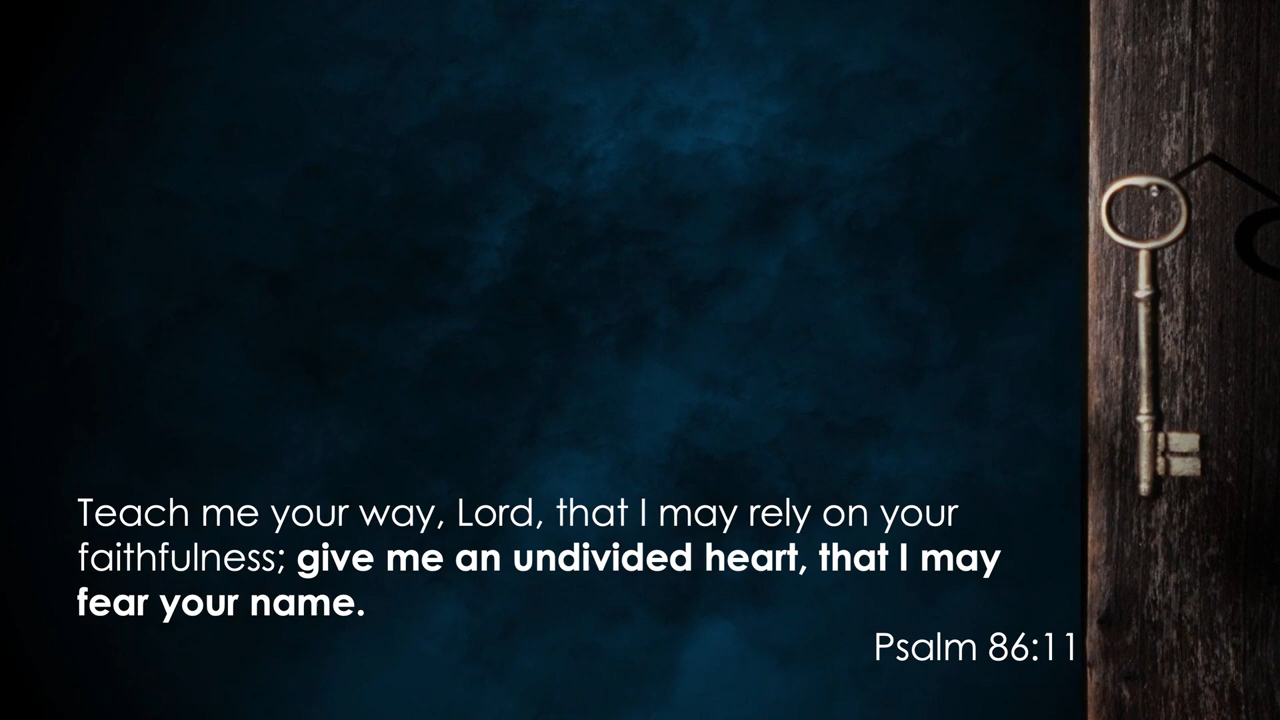 Teach me your way, Lord, that I may rely on your
faithfulness; give me an undivided heart, that I may
fear your name.
Psalm 86:11